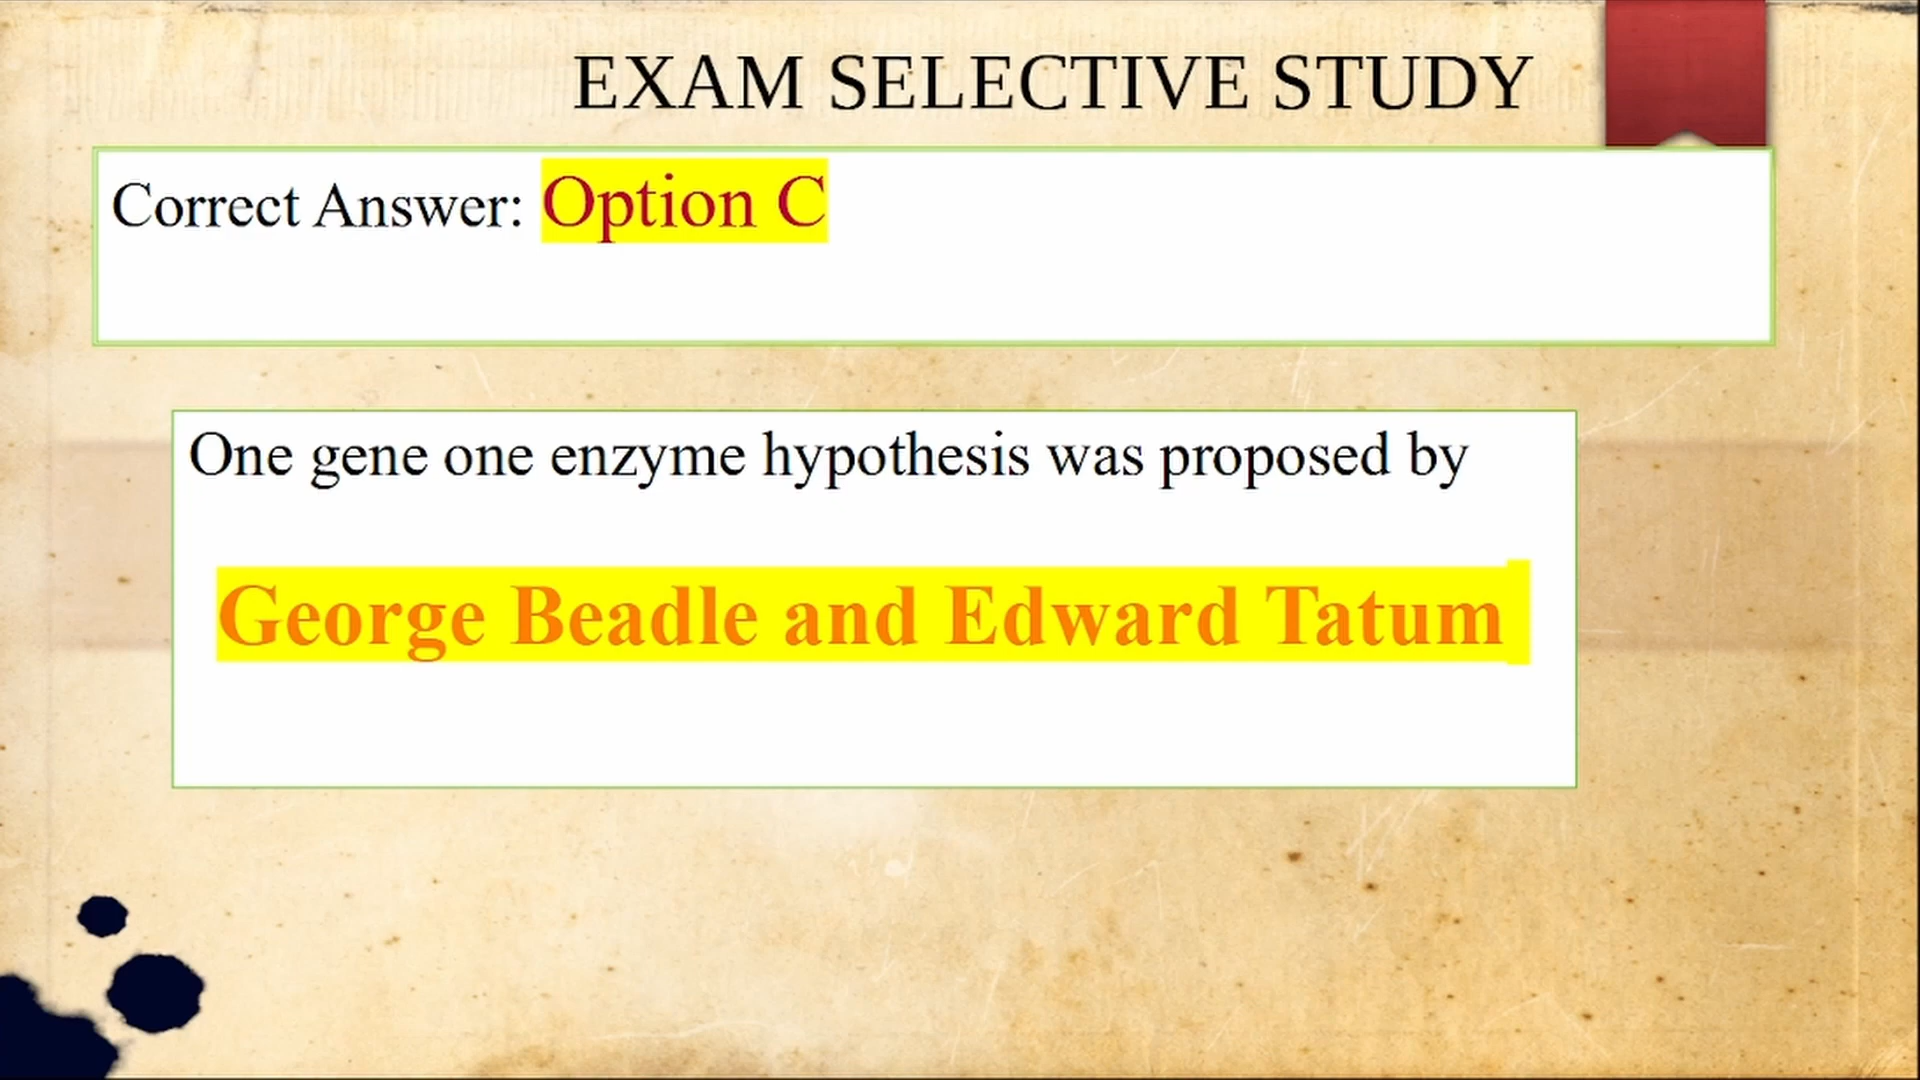 EXAM SELECTIVE STUDY
Correct Answer: Option C
One gene one enzyme hypothesis was proposed by
George Beadle and Edward Tatum